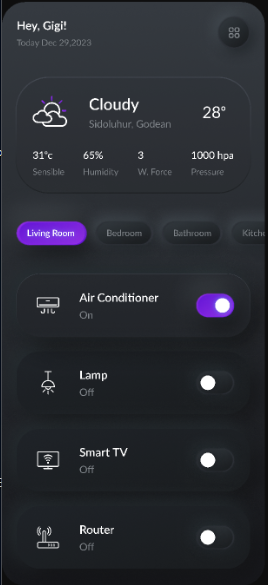 Hey, Gigi!
Today Dec 29,2023
Cloudy
28°
Sidoluhur, Godean
31°c 65% 3 1000 hpa
Sensible Humidity W. Force Pressure
Living Room Bedroom Bathroom Kitche
Air Conditioner
On
Lamp
Off
Smart TV
Off
Router
Off